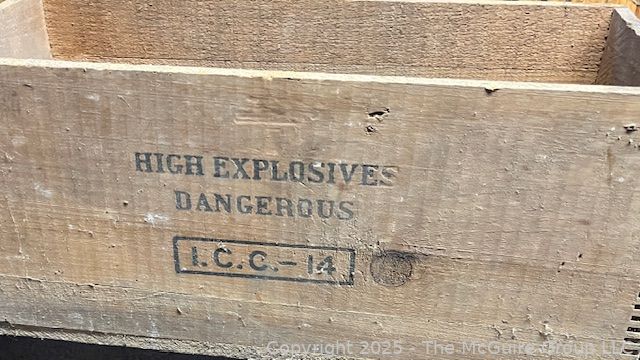 HIGH EXPLOSIVES
DANGEROUS
I.C.C.-14
Copyright 2025 - The McGuire Group LLC